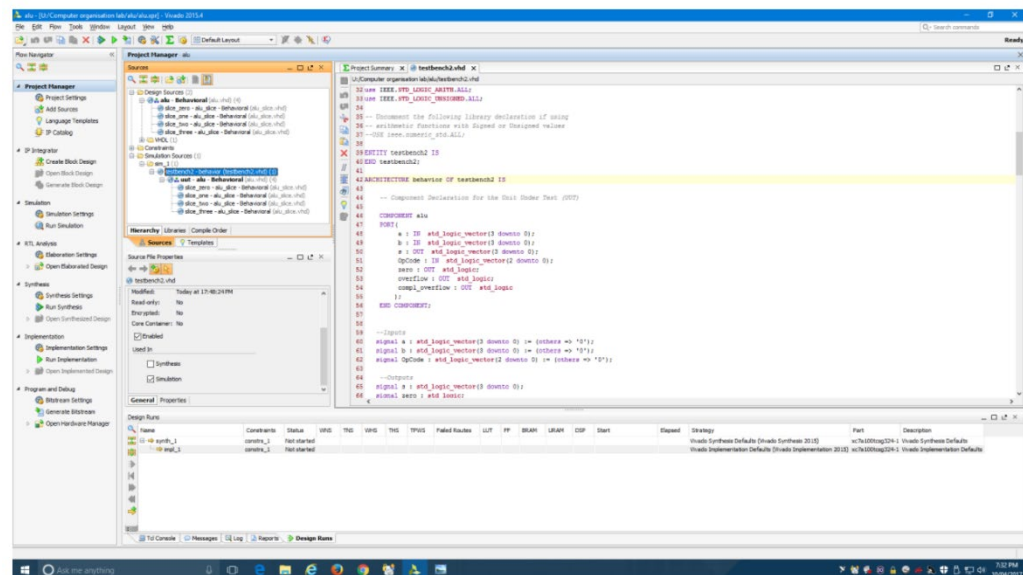 alu - [U:/Computer organisation lab/alu/alu.xpr] - Vivado 2015.4
File Edit Flow Tools Window Layout View Help
Search commands
Default Layout
Ready
Flow Navigator
Project Manager alu
Project Manager
Project Settings
Add Sources
Language Templates
IP Catalog
IP Integrator
Create Block Design
Open Block Design
Generate Block Design
Simulation
Simulation Settings
Run Simulation
RTL Analysis
Elaboration Settings
Open Elaborated Design
Synthesis
Synthesis Settings
Run Synthesis
Open Synthesized Design
Implementation
Implementation Settings
Run Implementation
Open Implemented Design
Program and Debug
Bitstream Settings
Generate Bitstream
Open Hardware Manager
Sources
Design Sources (2)
alu - Behavioral (alu.vhd) (4)
slice_zero - alu_slice - Behavioral (alu_slice.vhd)
slice_one - alu_slice - Behavioral (alu_slice.vhd)
slice_two - alu_slice - Behavioral (alu_slice.vhd)
slice_three - alu_slice - Behavioral (alu_slice.vhd)
VHDL (1)
Constraints
Simulation Sources (1)
sim_1 (1)
testbench2 - behavior (testbench2.vhd) (1)
uut - alu - Behavioral (alu.vhd) (4)
slice_zero - alu_slice - Behavioral (alu_slice.vhd)
slice_one - alu_slice - Behavioral (alu_slice.vhd)
slice_two - alu_slice - Behavioral (alu_slice.vhd)
slice_three - alu_slice - Behavioral (alu_slice.vhd)
Hierarchy Libraries Compile Order
Sources Templates
Source File Properties
testbench2.vhd
Modified: Today at 17:48:24 PM
Read-only: No
Encrypted: No
Core Container: No
Enabled
Used In
Synthesis
Simulation
General Properties
Project Summary testbench2.vhd
U:/Computer organisation lab/alu/testbench2.vhd
32 use IEEE.STD_LOGIC_ARITH.ALL;
33 use IEEE.STD_LOGIC_UNSIGNED.ALL;
34
35 -- Uncomment the following library declaration if using
36 -- arithmetic functions with Signed or Unsigned values
37 --USE ieee.numeric_std.ALL;
38
39 ENTITY testbench2 IS
40 END testbench2;
41
42 ARCHITECTURE behavior OF testbench2 IS
43
44 -- Component Declaration for the Unit Under Test (UUT)
45
46 COMPONENT alu
47 PORT(
48 a : IN std_logic_vector(3 downto 0);
49 b : IN std_logic_vector(3 downto 0);
50 s : OUT std_logic_vector(3 downto 0);
51 OpCode : IN std_logic_vector(2 downto 0);
52 zero : OUT std_logic;
53 overflow : OUT std_logic;
54 compl_overflow : OUT std_logic
55 );
56 END COMPONENT;
57
58
59 --Inputs
60 signal a : std_logic_vector(3 downto 0) := (others => '0');
61 signal b : std_logic_vector(3 downto 0) := (others => '0');
62 signal OpCode : std_logic_vector(2 downto 0) := (others => '0');
63
64 --Outputs
65 signal s : std_logic_vector(3 downto 0);
66 signal zero : std_logic;
Design Runs
Name Constraints Status WNS TNS WHS THS TPWS Failed Routes LUT FF BRAM URAM DSP Start Elapsed Strategy Part Description
synth_1 constrs_1 Not started Vivado Synthesis Defaults (Vivado Synthesis 2015) xc7a100tcsg324-1 Vivado Synthesis Defaults
impl_1 constrs_1 Not started Vivado Implementation Defaults (Vivado Implementation 2015) xc7a100tcsg324-1 Vivado Implementation Defaults
Tcl Console Messages Log Reports Design Runs
Ask me anything
7:32 PM